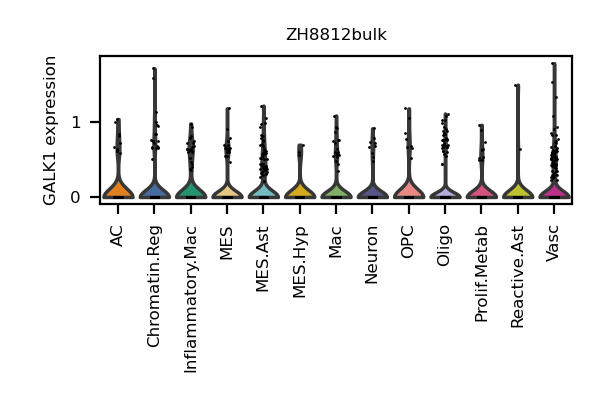 ZH8812bulk
GALK1 expression
1
0
AC
Chromatin.Reg
Inflammatory.Mac
MES
MES.Ast
MES.Hyp
Mac
Neuron
OPC
Oligo
Prolif.Metab
Reactive.Ast
Vasc